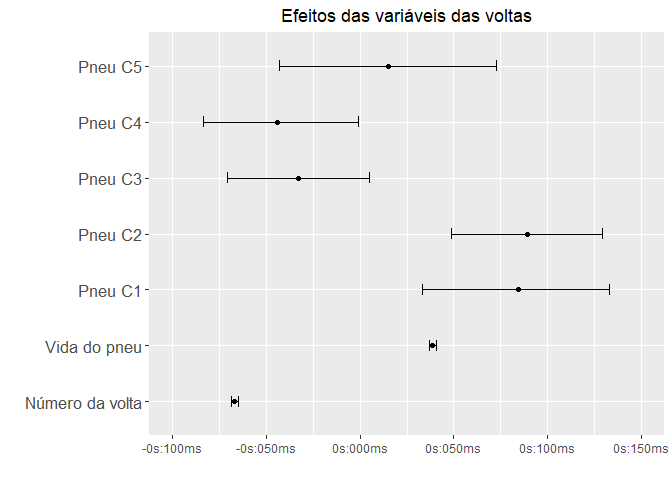 Efeitos das variáveis das voltas
Pneu C5
Pneu C4
Pneu C3
Pneu C2
Pneu C1
Vida do pneu
Número da volta
-0s:100ms -0s:050ms 0s:000ms 0s:050ms 0s:100ms 0s:150ms